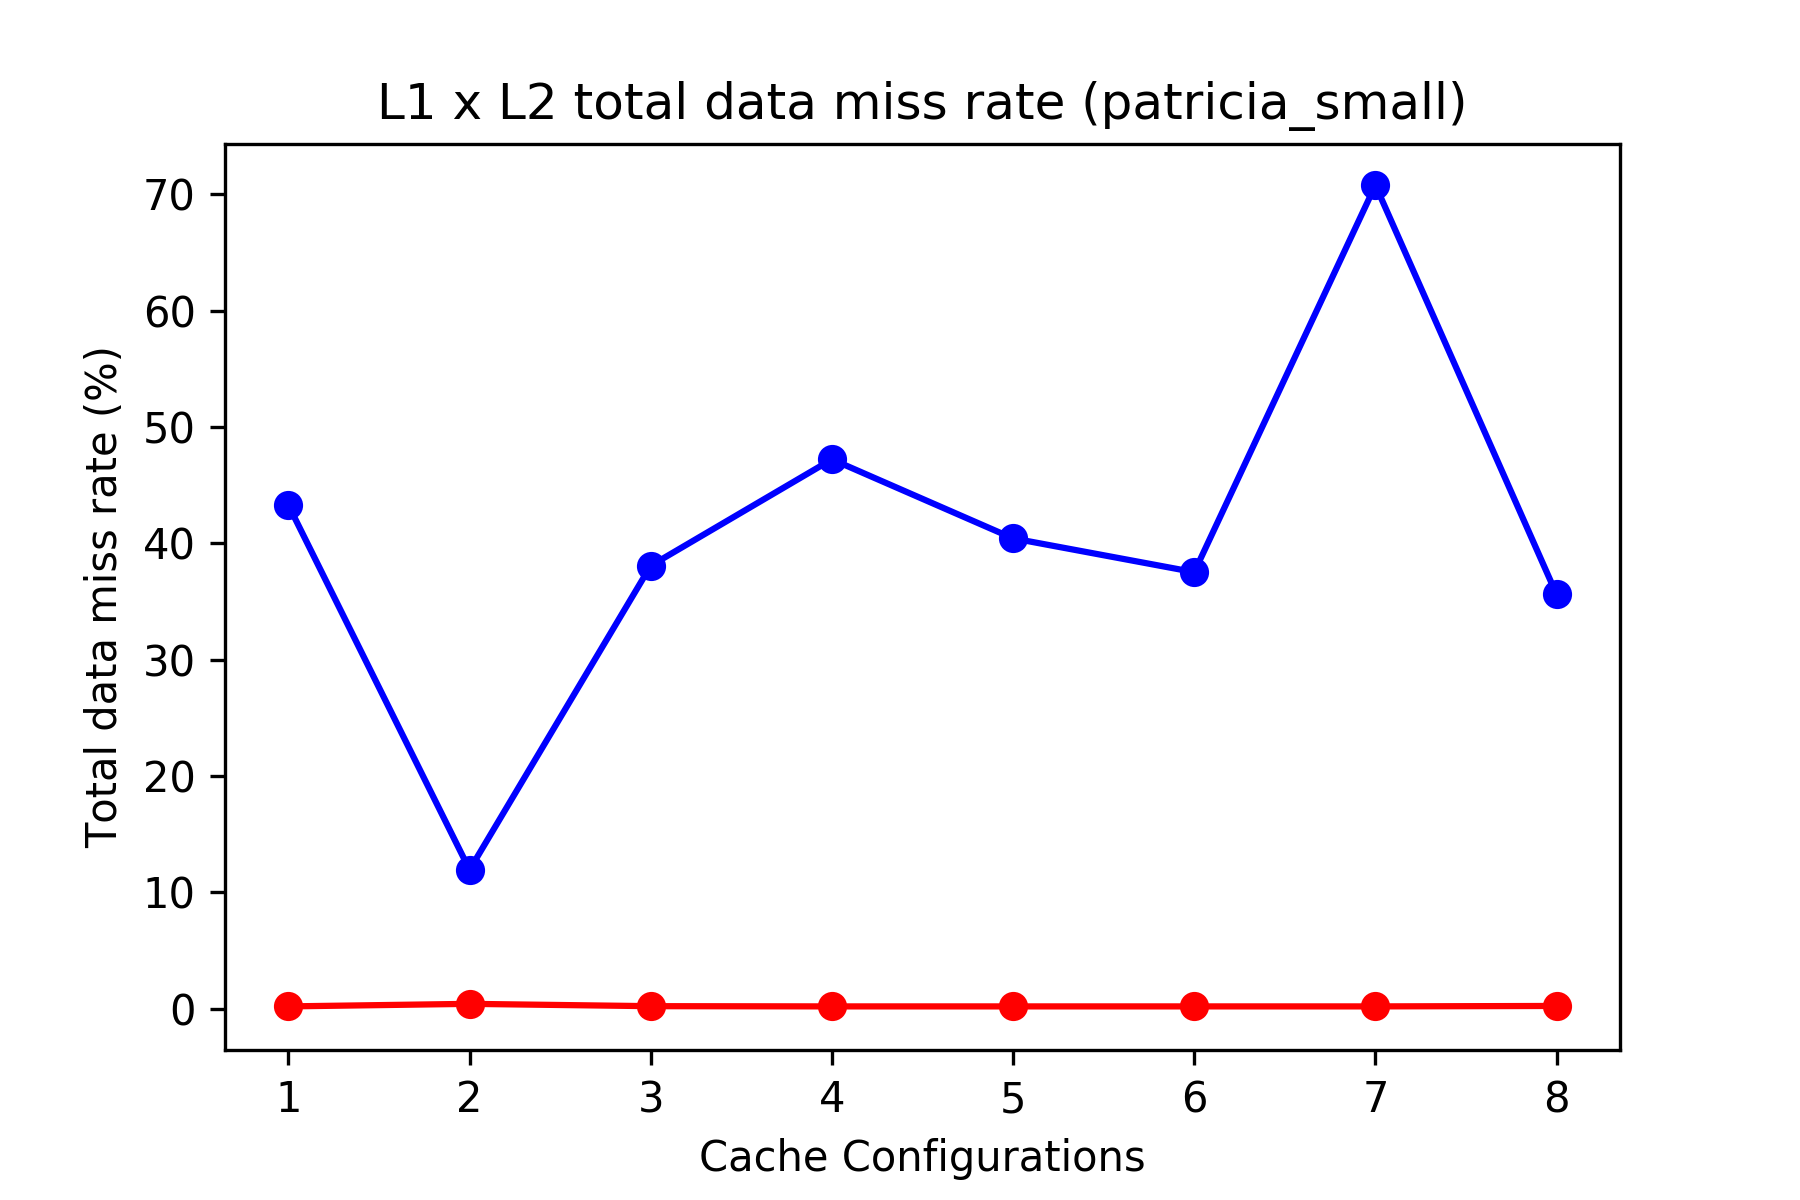 L1 x L2 total data miss rate (patricia_small)
Total data miss rate (%)
70
60
50
40
30
20
10
0
1 2 3 4 5 6 7 8
Cache Configurations